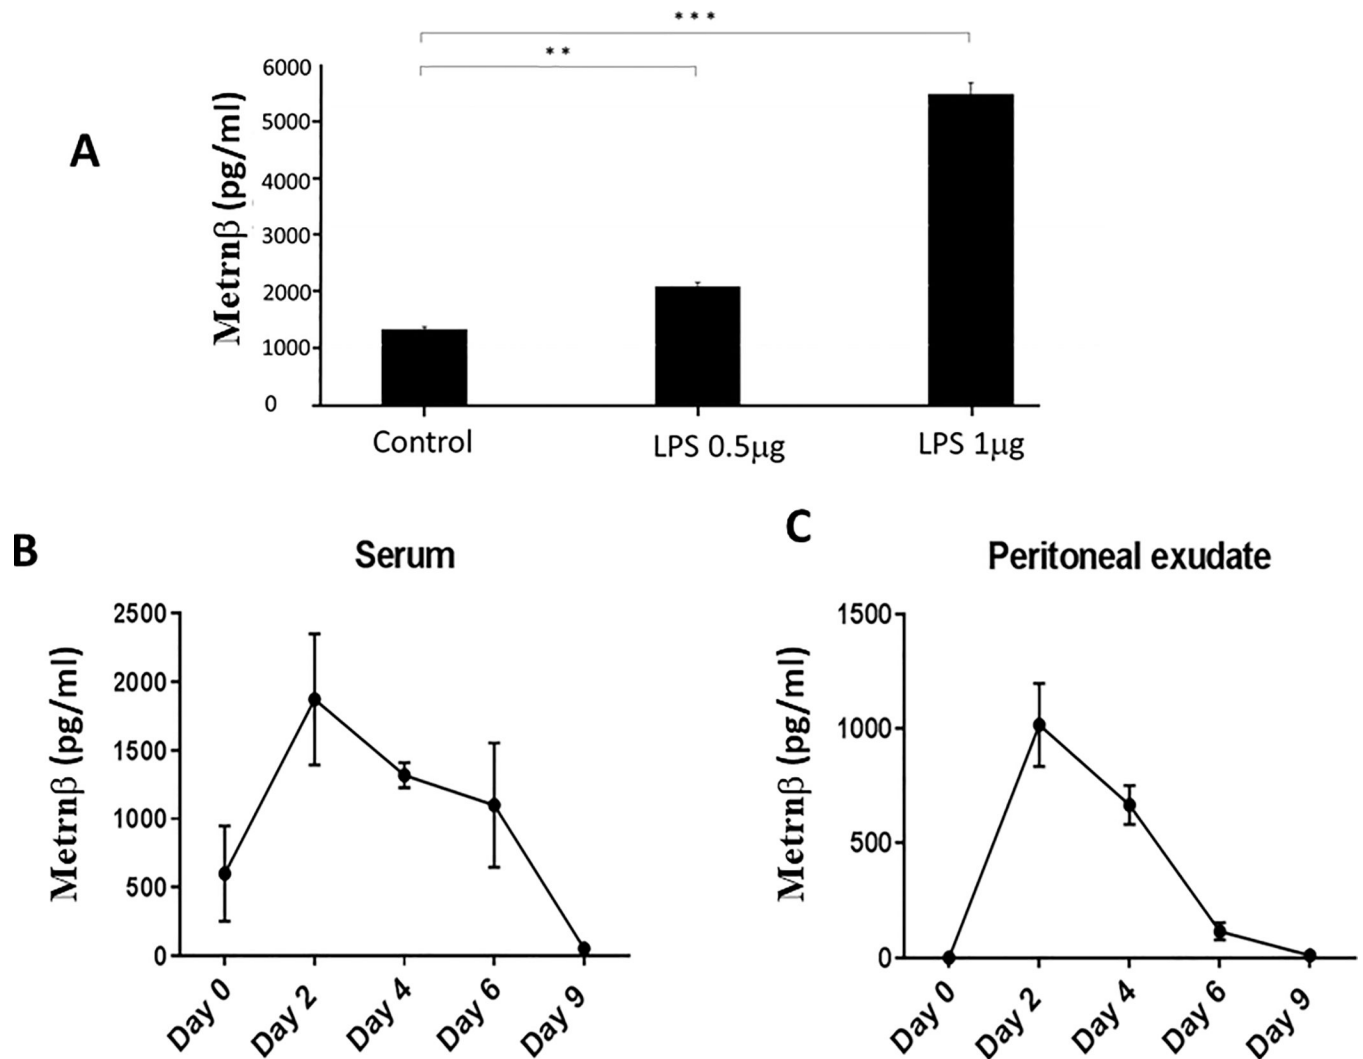 A
***
**
Metrnβ (pg/ml)
6000
5000
4000
3000
2000
1000
0
Control
LPS 0.5μg
LPS 1μg
B
Serum
Metrnβ (pg/ml)
2500
2000
1500
1000
500
0
Day 0
Day 2
Day 4
Day 6
Day 9
C
Peritoneal exudate
Metrnβ (pg/ml)
1500
1000
500
0
Day 0
Day 2
Day 4
Day 6
Day 9